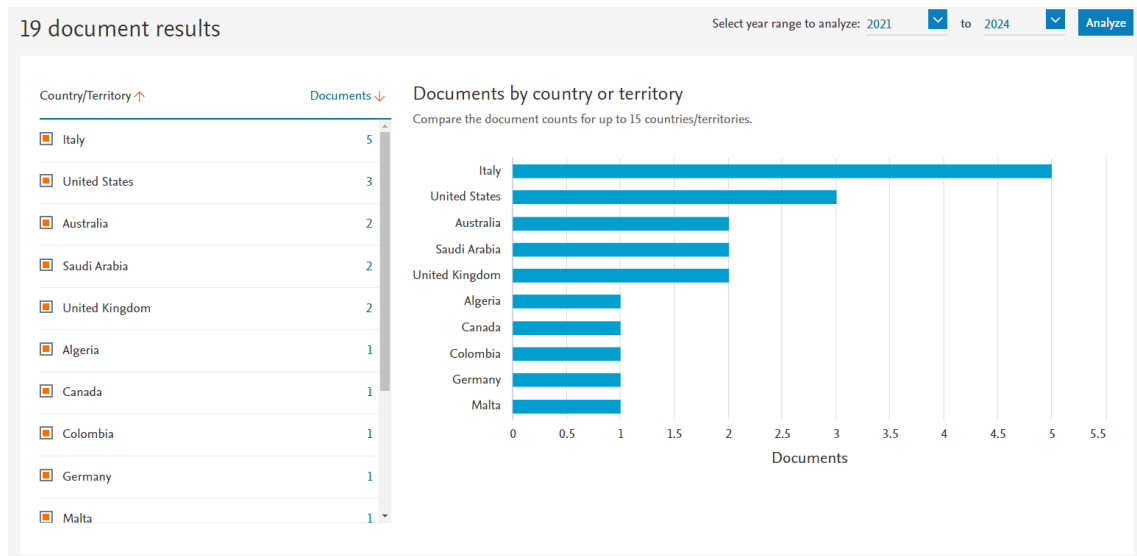 19 document results
Select year range to analyze: 2021 to 2024 Analyze
Country/Territory ↑ Documents ↓
Italy 5
United States 3
Australia 2
Saudi Arabia 2
United Kingdom 2
Algeria 1
Canada 1
Colombia 1
Germany 1
Malta 1
Documents by country or territory
Compare the document counts for up to 15 countries/territories.
Italy
United States
Australia
Saudi Arabia
United Kingdom
Algeria
Canada
Colombia
Germany
Malta
0 0.5 1 1.5 2 2.5 3 3.5 4 4.5 5 5.5
Documents